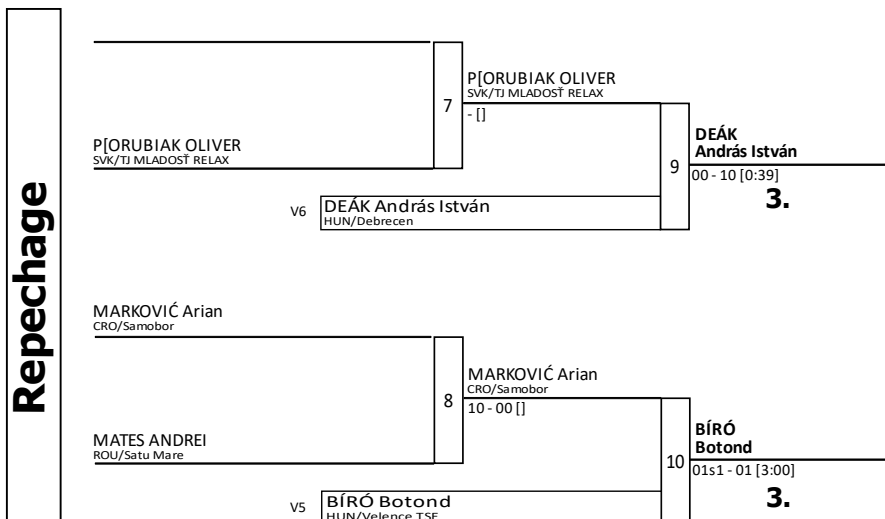 Repechage
P[ORUBIAK OLIVER
SVK/TJ MLADOSŤ RELAX
7
P[ORUBIAK OLIVER
SVK/TJ MLADOSŤ RELAX
- []
V6
DEÁK András István
HUN/Debrecen
9
DEÁK
András István
00 - 10 [0:39]
3.
MARKOVIĆ Arian
CRO/Samobor
MATES ANDREI
ROU/Satu Mare
8
MARKOVIĆ Arian
CRO/Samobor
10 - 00 []
V5
BÍRÓ Botond
HUN/Velence TSE
10
BÍRÓ
Botond
01s1 - 01 [3:00]
3.